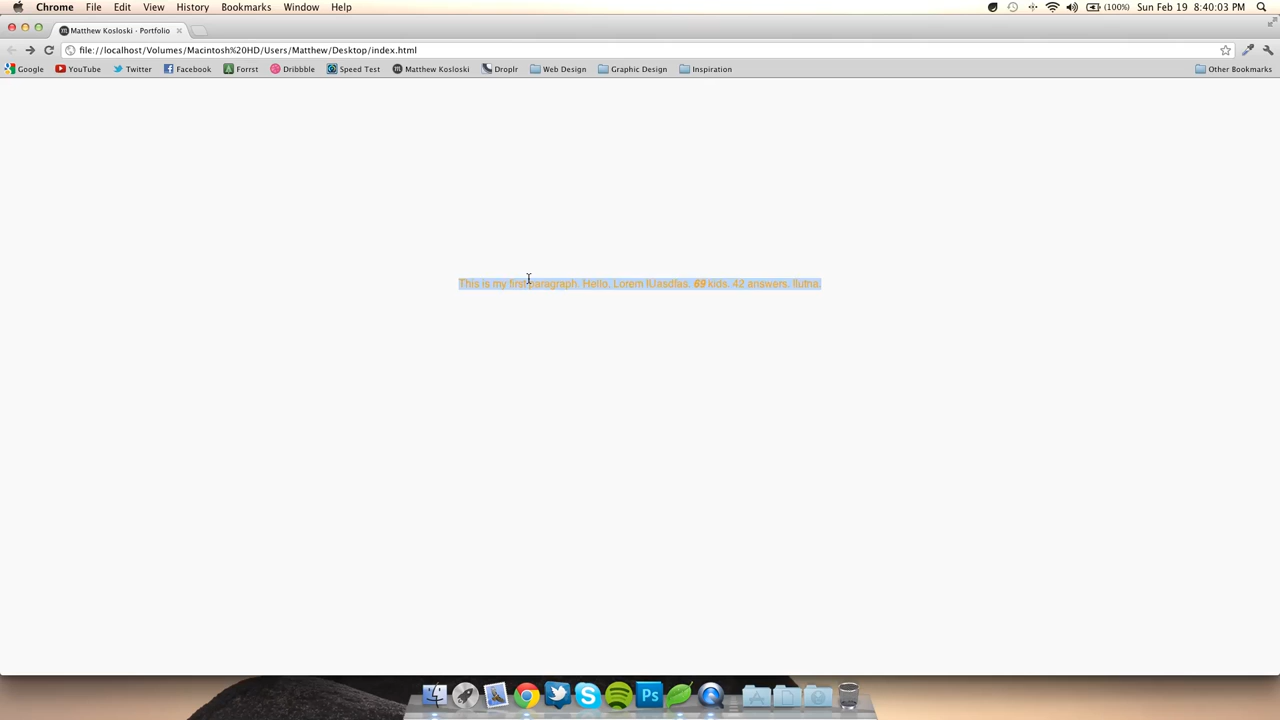 Chrome File Edit View History Bookmarks Window Help (100%) Sun Feb 19 8:40:03 PM
Matthew Kosloski - Portfolio
file://localhost/Volumes/Macintosh%20HD/Users/Matthew/Desktop/index.html
Google YouTube Twitter Facebook Forrst Dribbble Speed Test Matthew Kosloski Droplr Web Design Graphic Design Inspiration Other Bookmarks
This is my first paragraph. Hello. Lorem IUasdfas. 69 kids. 42 answers. Ilutna.
Ps